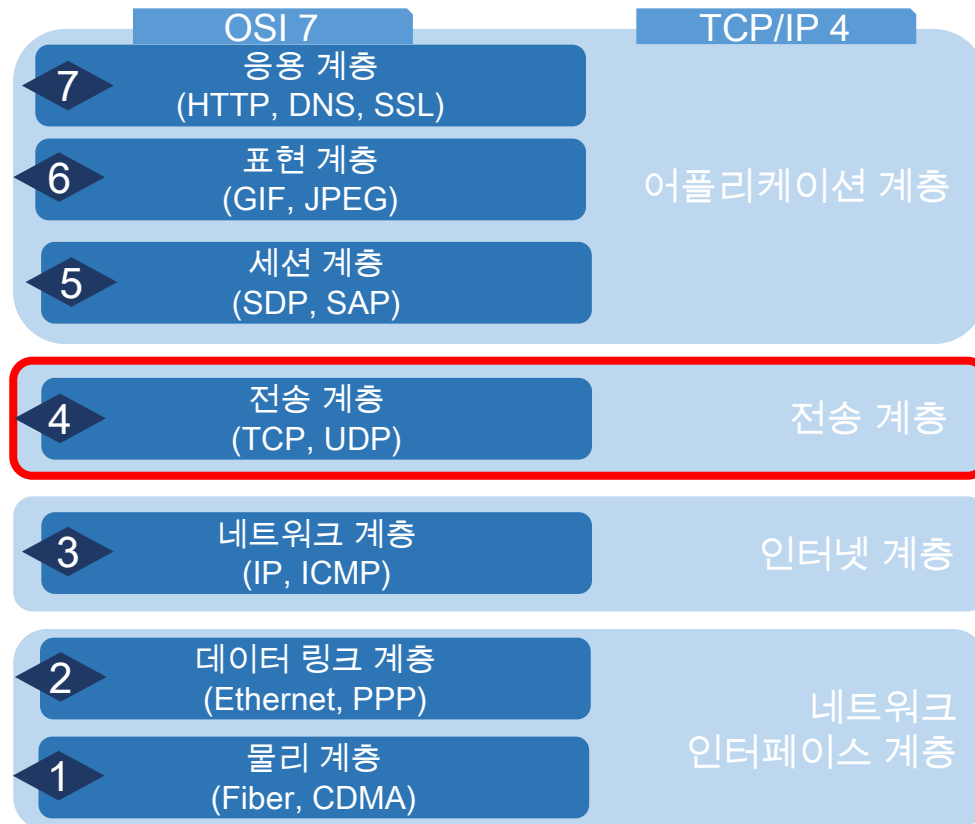 OSI 7
TCP/IP 4
7
응용 계층
(HTTP, DNS, SSL)
6
표현 계층
(GIF, JPEG)
5
세션 계층
(SDP, SAP)
어플리케이션 계층
4
전송 계층
(TCP, UDP)
전송 계층
3
네트워크 계층
(IP, ICMP)
인터넷 계층
2
데이터 링크 계층
(Ethernet, PPP)
1
물리 계층
(Fiber, CDMA)
네트워크
인터페이스 계층